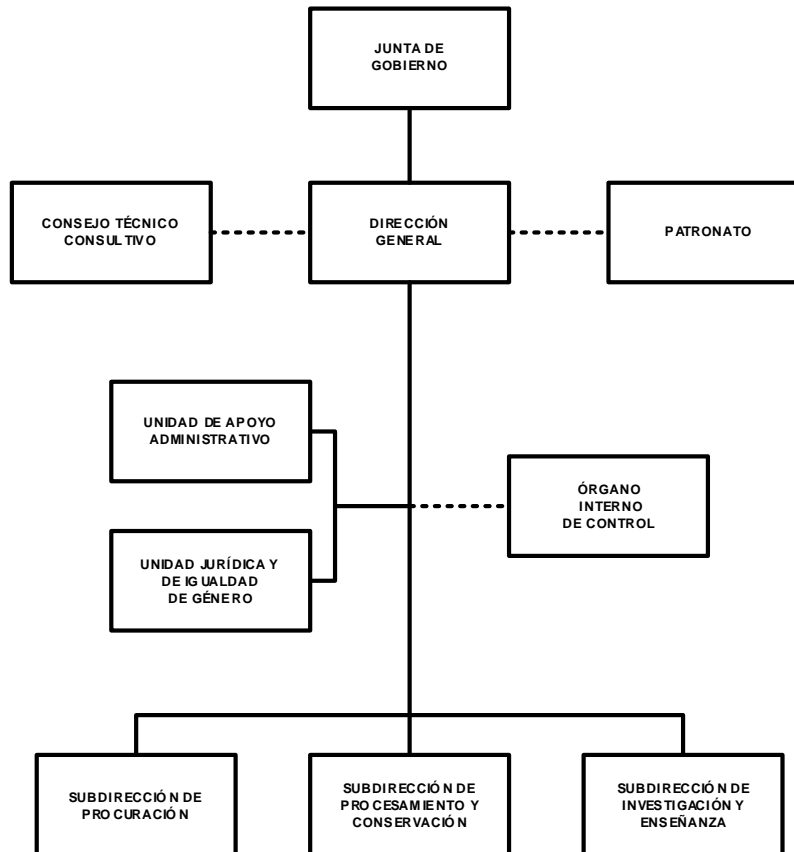 JUNTA DE
GOBIERNO
CONSEJO TÉCNICO
CONSULTIVO
DIRECCIÓN
GENERAL
PATRONATO
UNIDAD DE APOYO
ADMINISTRATIVO
ÓRGANO
INTERNO
DE CONTROL
UNIDAD JURÍDICA Y
DE IGUALDAD
DE GÉNERO
SUBDIRECCIÓN DE
PROCURACIÓN
SUBDIRECCIÓN DE
PROCESAMIENTO Y
CONSERVACIÓN
SUBDIRECCIÓN DE
INVESTIGACIÓN Y
ENSEÑANZA